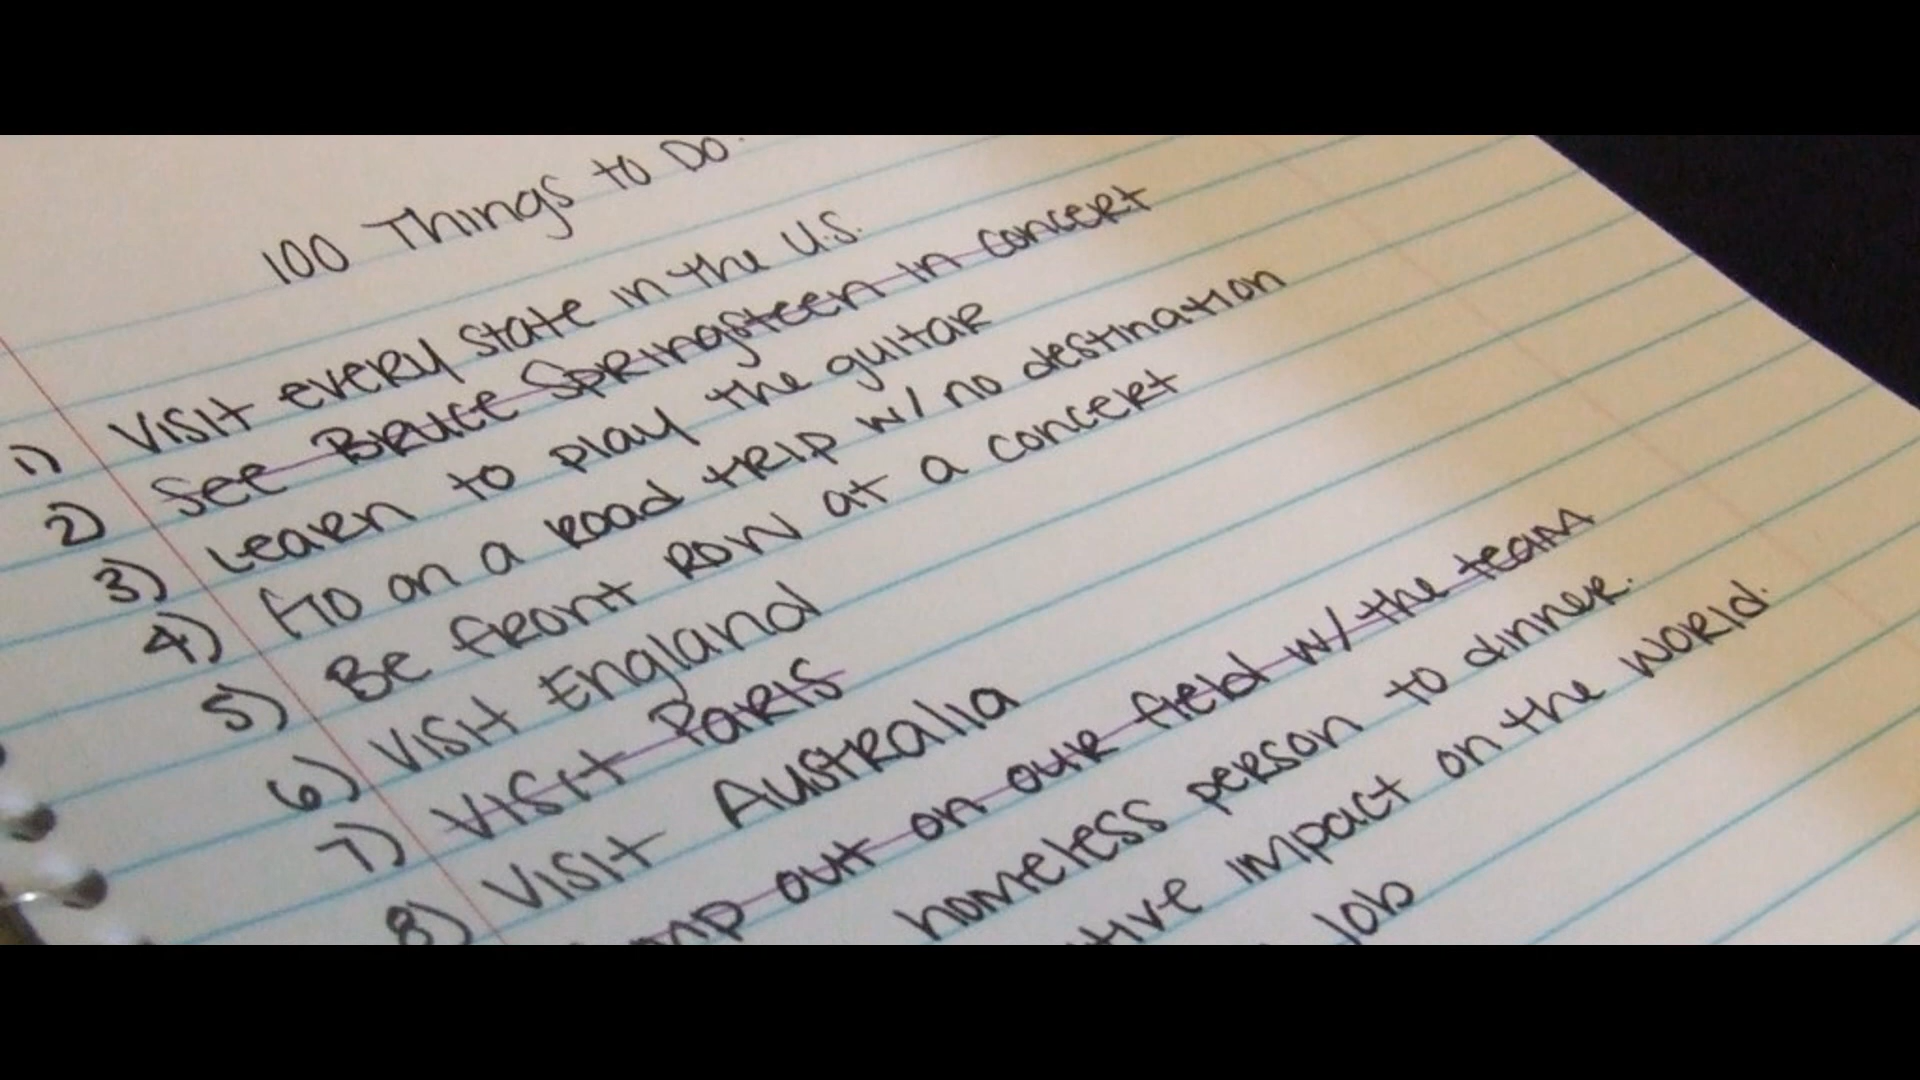 100 Things to Do.
1) Visit every state in the U.S.
2) See Bruce Springsteen in concert
3) Learn to play the guitar
4) Go on a road trip w/ no destination
5) Be front row at a concert
6) Visit England
7) Visit Paris
8) Visit Australia
out on our field w/ the team
homeless person to dinner.
impact on the world.
job